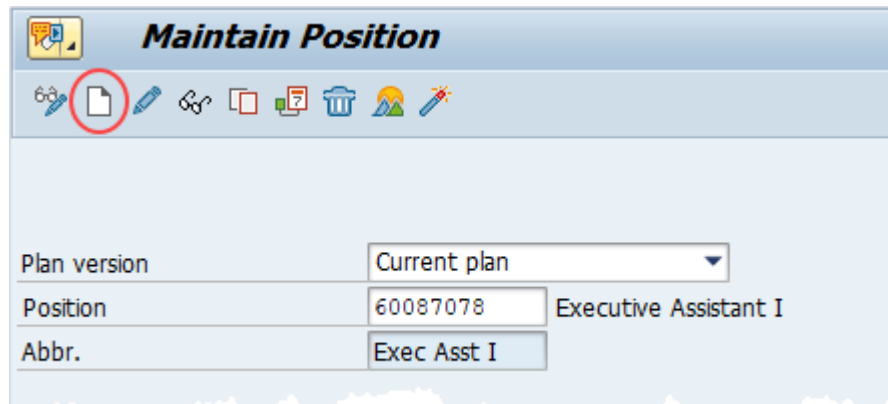 Maintain Position
Plan version Current plan
Position 60087078 Executive Assistant I
Abbr. Exec Asst I